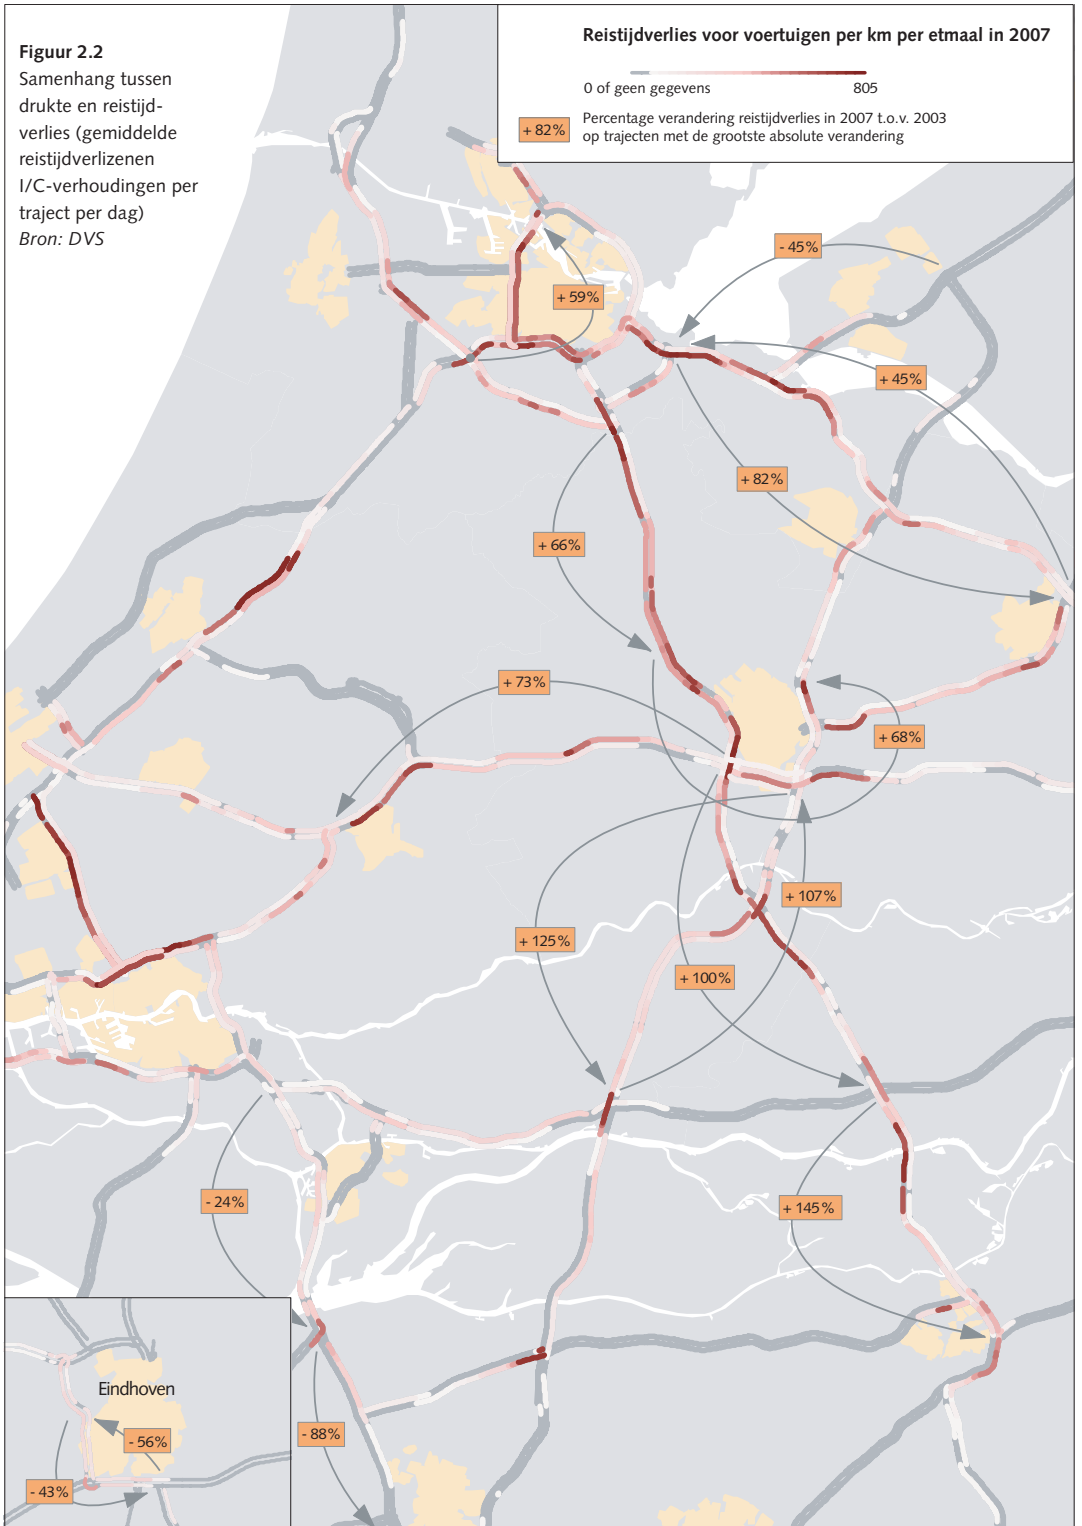 Figuur 2.2
Samenhang tussen
drukte en reistijd-
verlies (gemiddelde
reistijdverlizenen
I/C-verhoudingen per
traject per dag)
Bron: DVS
Reistijdverlies voor voertuigen per km per etmaal in 2007
0 of geen gegevens 805
+ 82%
Percentage verandering reistijdverlies in 2007 t.o.v. 2003
op trajecten met de grootste absolute verandering
- 45%
+ 59%
+ 45%
+ 82%
+ 66%
+ 73%
+ 68%
+ 107%
+ 125%
+ 100%
- 24%
+ 145%
Eindhoven
- 88%
- 56%
- 43%